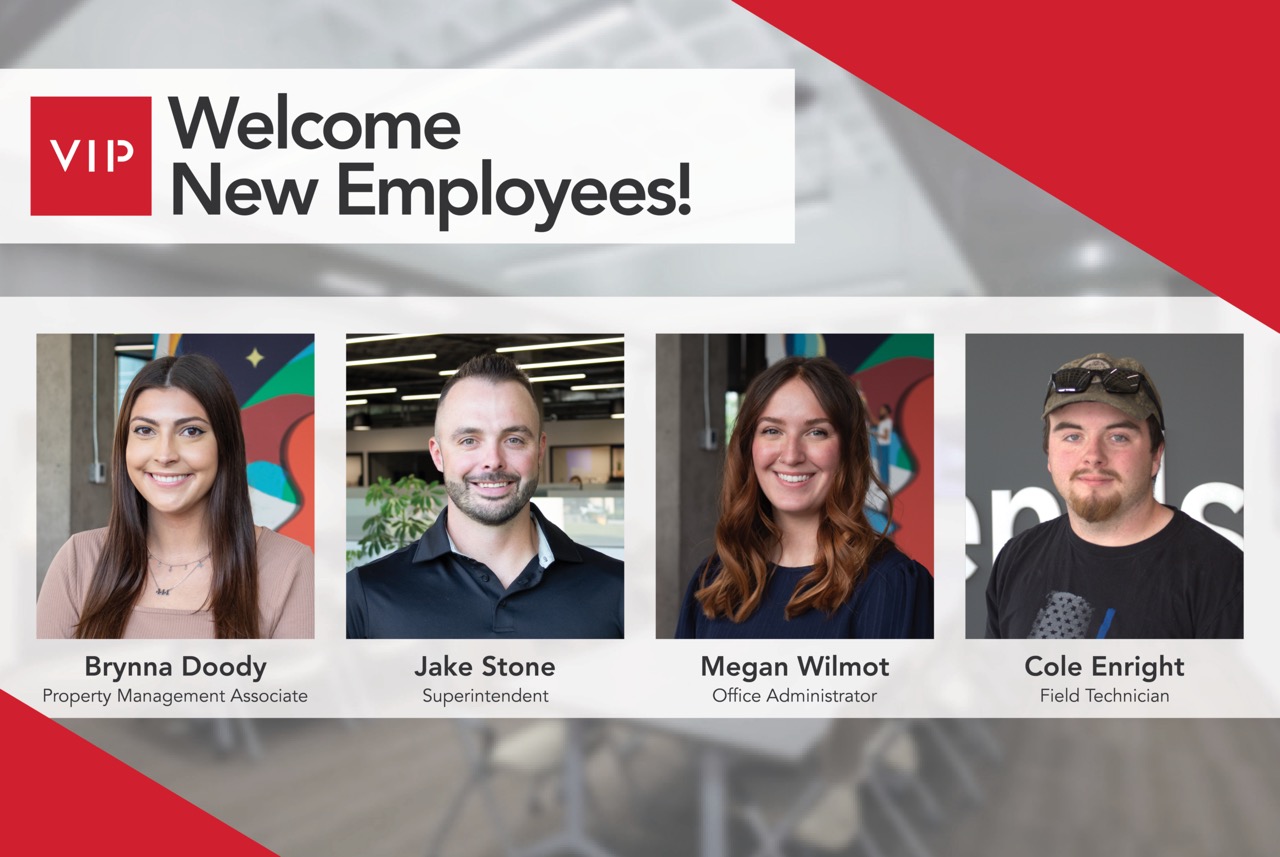 VIP
Welcome
New Employees!
Brynna Doody
Property Management Associate
Jake Stone
Superintendent
Megan Wilmot
Office Administrator
Cole Enright
Field Technician